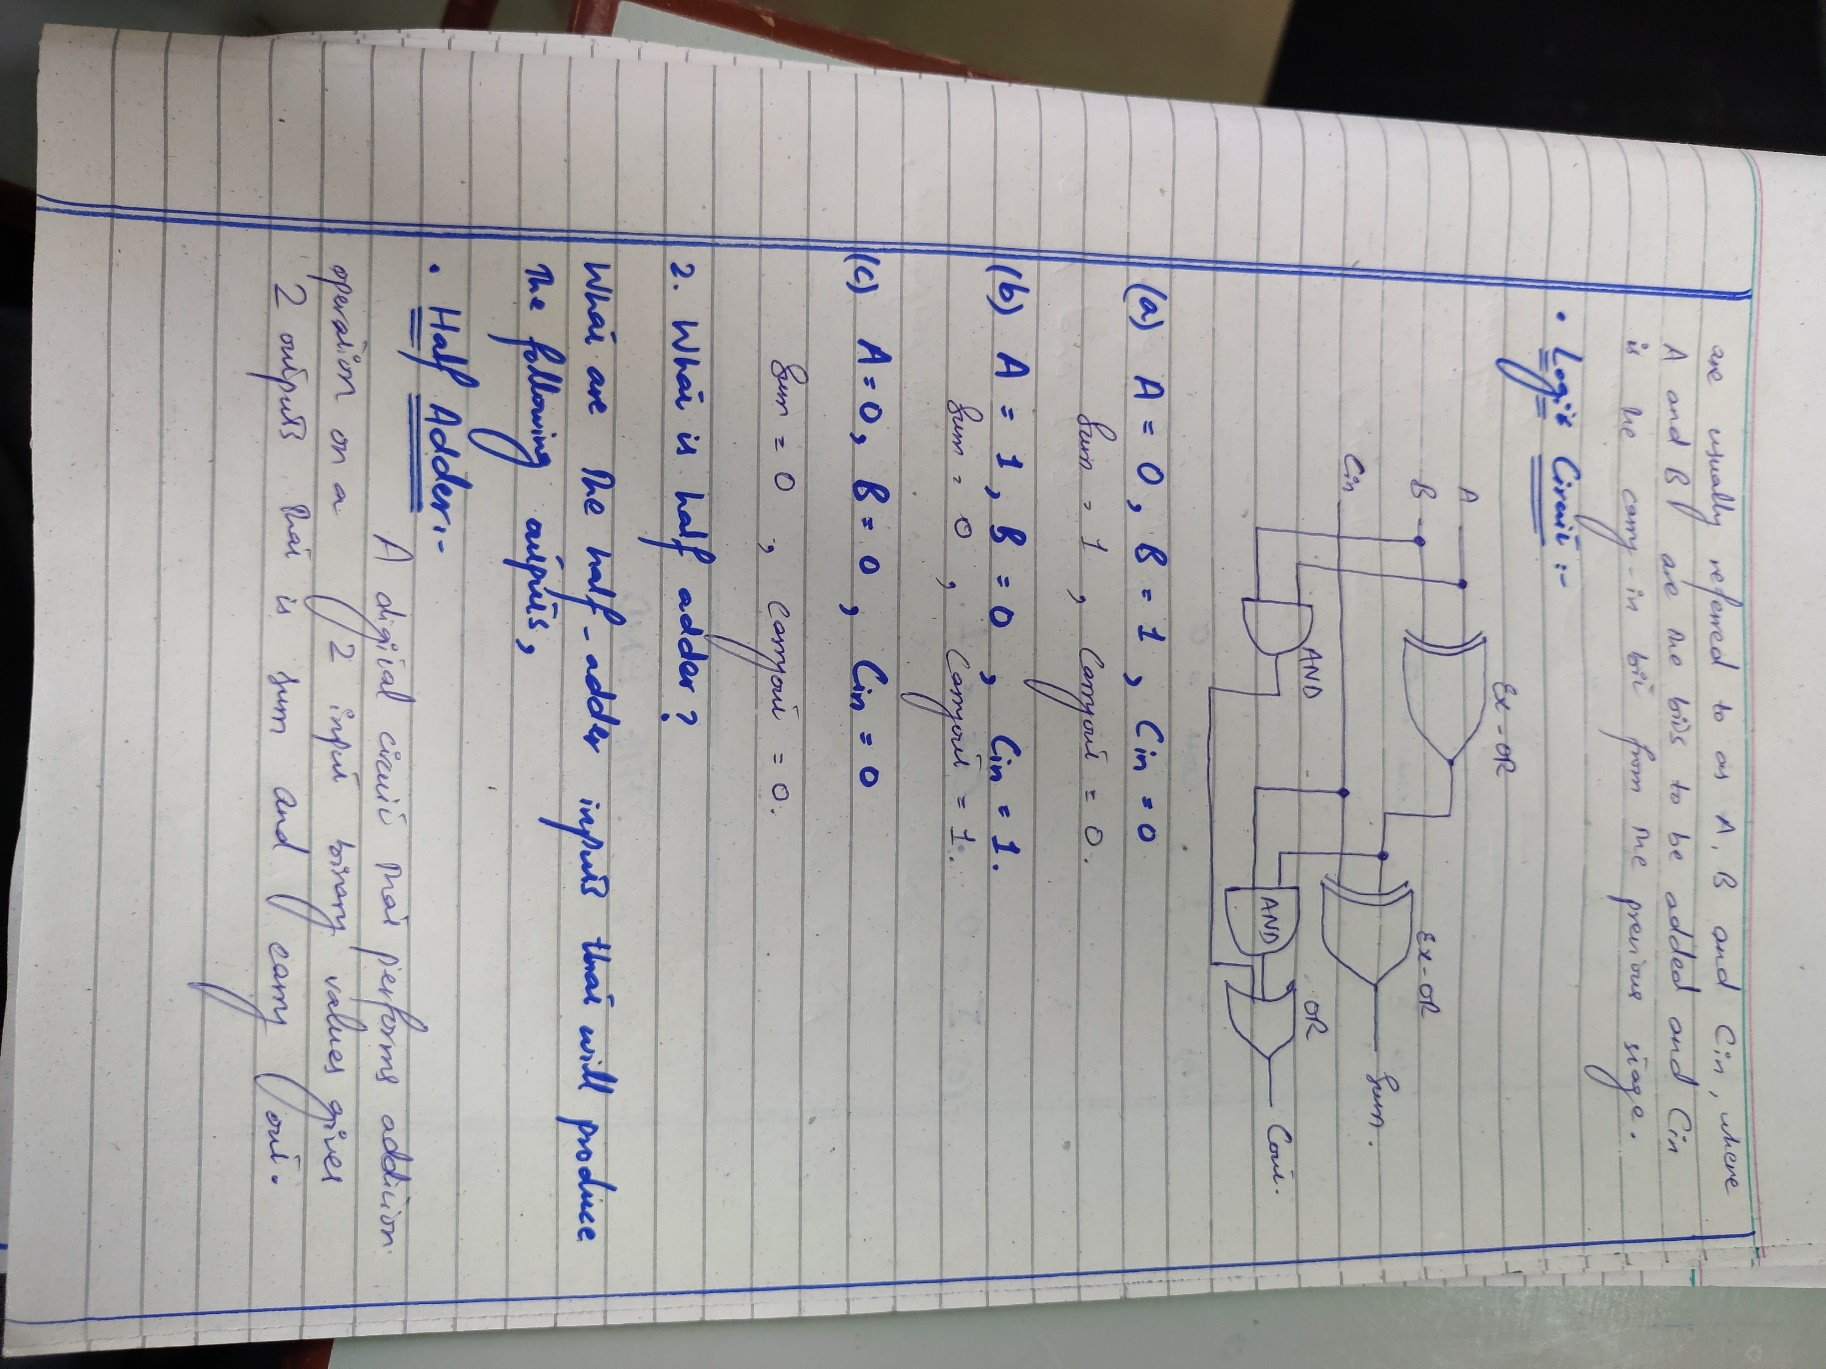 are usually referred to as A, B and Cin, where
A and B are the bits to be added and Cin
is the carry-in bit from the previous stage.
• Logic Circuit :-
Ex-OR
A
B
Ex-OR
Cin
Sum.
AND
OR
AND
Cout.
(a) A = 0, B = 1, Cin = 0
Sum = 1, Carryout = 0.
(b) A = 1, B = 0, Cin = 1.
Sum = 0, Carryout = 1.
(c) A = 0, B = 0, Cin = 0
Sum = 0, Carryout = 0.
2. What is half adder?
What are the half-adder inputs that will produce
the following outputs,
• Half Adder:-
A digital circuit that performs addition
operation on a 2 input binary values gives
2 outputs that is sum and carry out.